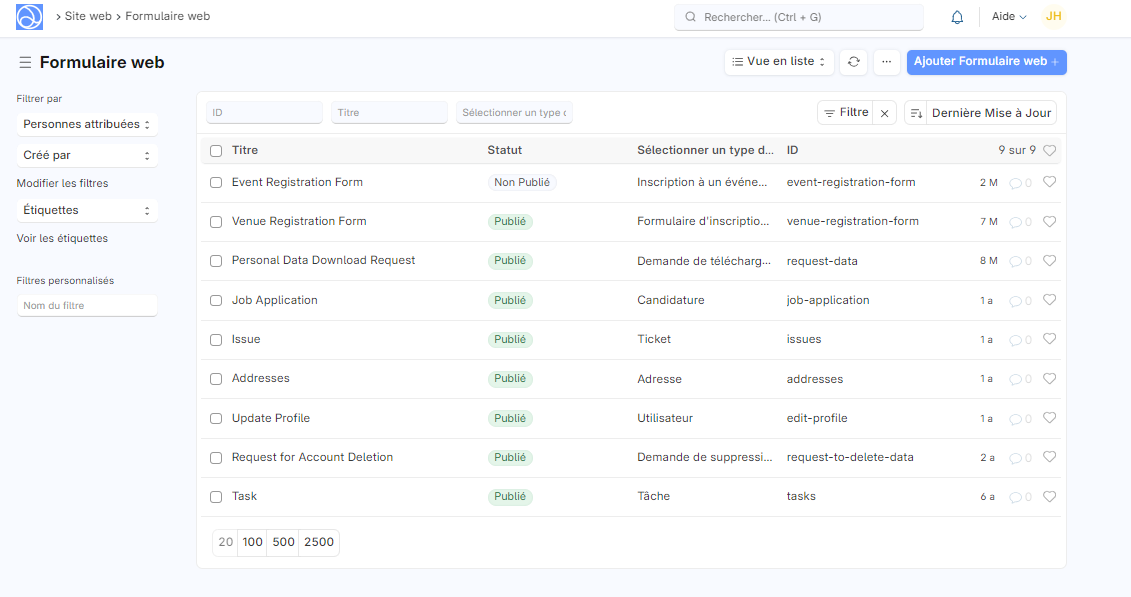 Site web > Formulaire web
Rechercher... (Ctrl + G)
Aide
JH
Formulaire web
Vue en liste
Ajouter Formulaire web +
Filtrer par
Personnes attribuées
Créé par
Modifier les filtres
Étiquettes
Voir les étiquettes
Filtres personnalisés
Nom du filtre
ID Titre Sélectionner un type d Filtre Dernière Mise à Jour
Titre Statut Sélectionner un type d... ID 9 sur 9
Event Registration Form Non Publié Inscription à un événe... event-registration-form 2 M 0
Venue Registration Form Publié Formulaire d'inscriptio... venue-registration-form 7 M 0
Personal Data Download Request Publié Demande de télécharg... request-data 8 M 0
Job Application Publié Candidature job-application 1 a 0
Issue Publié Ticket issues 1 a 0
Addresses Publié Adresse addresses 1 a 0
Update Profile Publié Utilisateur edit-profile 1 a 0
Request for Account Deletion Publié Demande de suppressi... request-to-delete-data 2 a 0
Task Publié Tâche tasks 6 a 0
20 100 500 2500